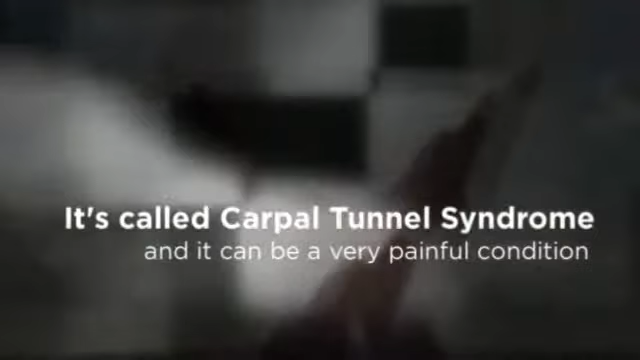 It's called Carpal Tunnel Syndrome
and it can be a very painful condition